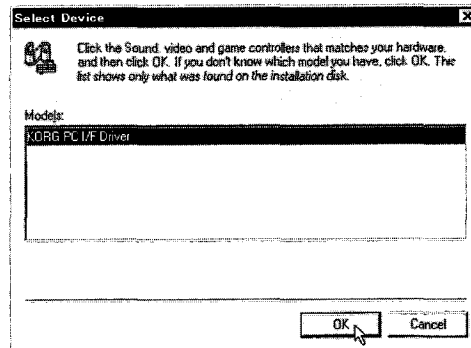 Select Device
Click the Sound, video and game controllers that matches your hardware,
and then click OK. If you don't know which model you have, click OK. This
list shows only what was found on the installation disk.
Models:
KORG PC I/F Driver
OK
Cancel